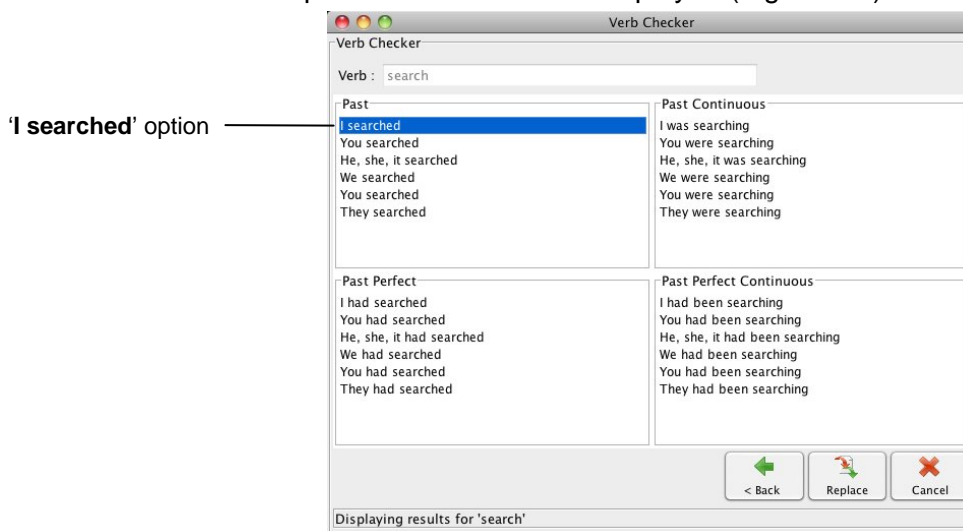 Verb Checker
Verb Checker
Verb : search
'I searched' option
Past
I searched
You searched
He, she, it searched
We searched
You searched
They searched
Past Continuous
I was searching
You were searching
He, she, it was searching
We were searching
You were searching
They were searching
Past Perfect
I had searched
You had searched
He, she, it had searched
We had searched
You had searched
They had searched
Past Perfect Continuous
I had been searching
You had been searching
He, she, it had been searching
We had been searching
You had been searching
They had been searching
< Back
Replace
Cancel
Displaying results for 'search'